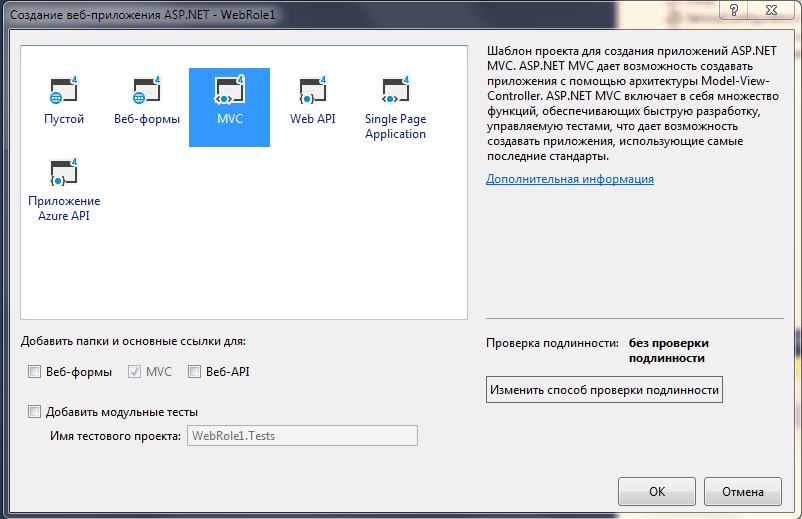 Создание веб-приложения ASP.NET - WebRole1
Пустой
Веб-формы
MVC
Web API
Single Page
Application
Приложение
Azure API
Шаблон проекта для создания приложений ASP.NET
MVC. ASP.NET MVC дает возможность создавать
приложения с помощью архитектуры Model-View-
Controller. ASP.NET MVC включает в себя множество
функций, обеспечивающих быструю разработку,
управляемую тестами, что дает возможность
создавать приложения, использующие самые
последние стандарты.
Дополнительная информация
Добавить папки и основные ссылки для:
Веб-формы
MVC
Веб-API
Добавить модульные тесты
Имя тестового проекта:
WebRole1.Tests
Проверка подлинности:
без проверки
подлинности
Изменить способ проверки подлинности
ОК
Отмена